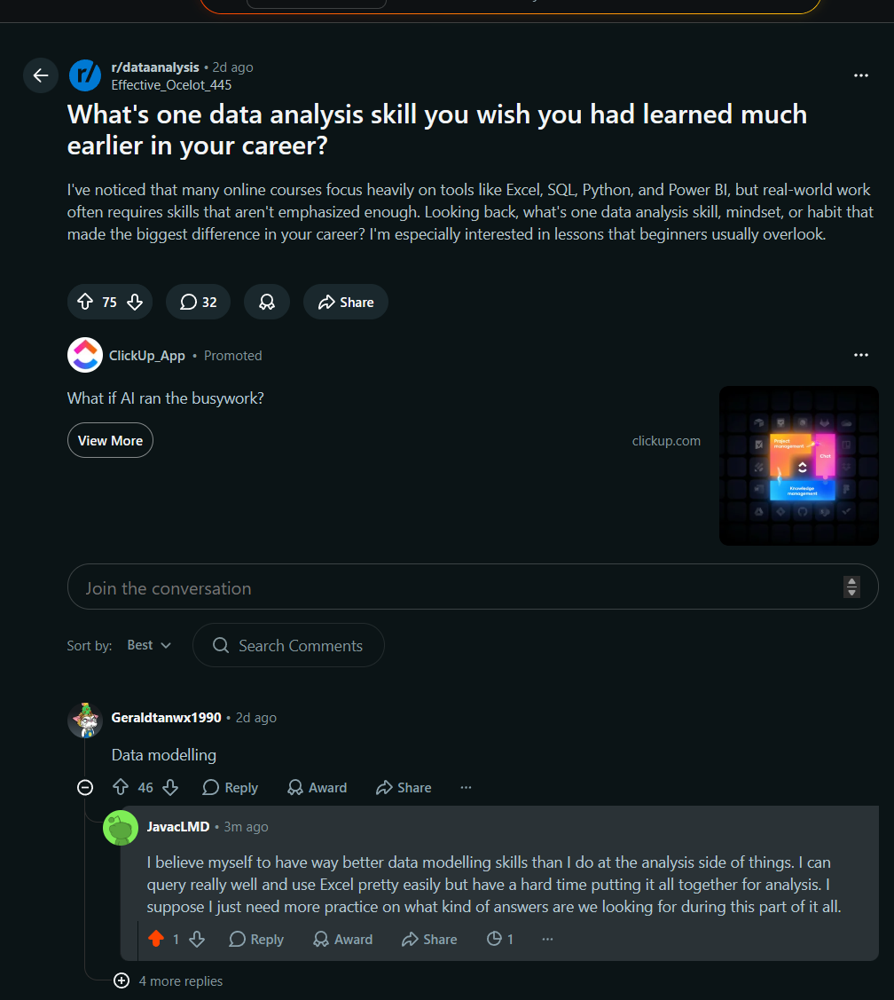 r/dataanalysis • 2d ago
Effective_Ocelot_445
What's one data analysis skill you wish you had learned much
earlier in your career?
I've noticed that many online courses focus heavily on tools like Excel, SQL, Python, and Power BI, but real-world work
often requires skills that aren't emphasized enough. Looking back, what's one data analysis skill, mindset, or habit that
made the biggest difference in your career? I'm especially interested in lessons that beginners usually overlook.
75 32 Share
ClickUp_App • Promoted
What if AI ran the busywork?
View More clickup.com
Project
management
Chat
Knowledge
management
Join the conversation
Sort by: Best Search Comments
Geraldtanwx1990 • 2d ago
Data modelling
46 Reply Award Share
JavacLMD • 3m ago
I believe myself to have way better data modelling skills than I do at the analysis side of things. I can
query really well and use Excel pretty easily but have a hard time putting it all together for analysis. I
suppose I just need more practice on what kind of answers are we looking for during this part of it all.
1 Reply Award Share 1
4 more replies